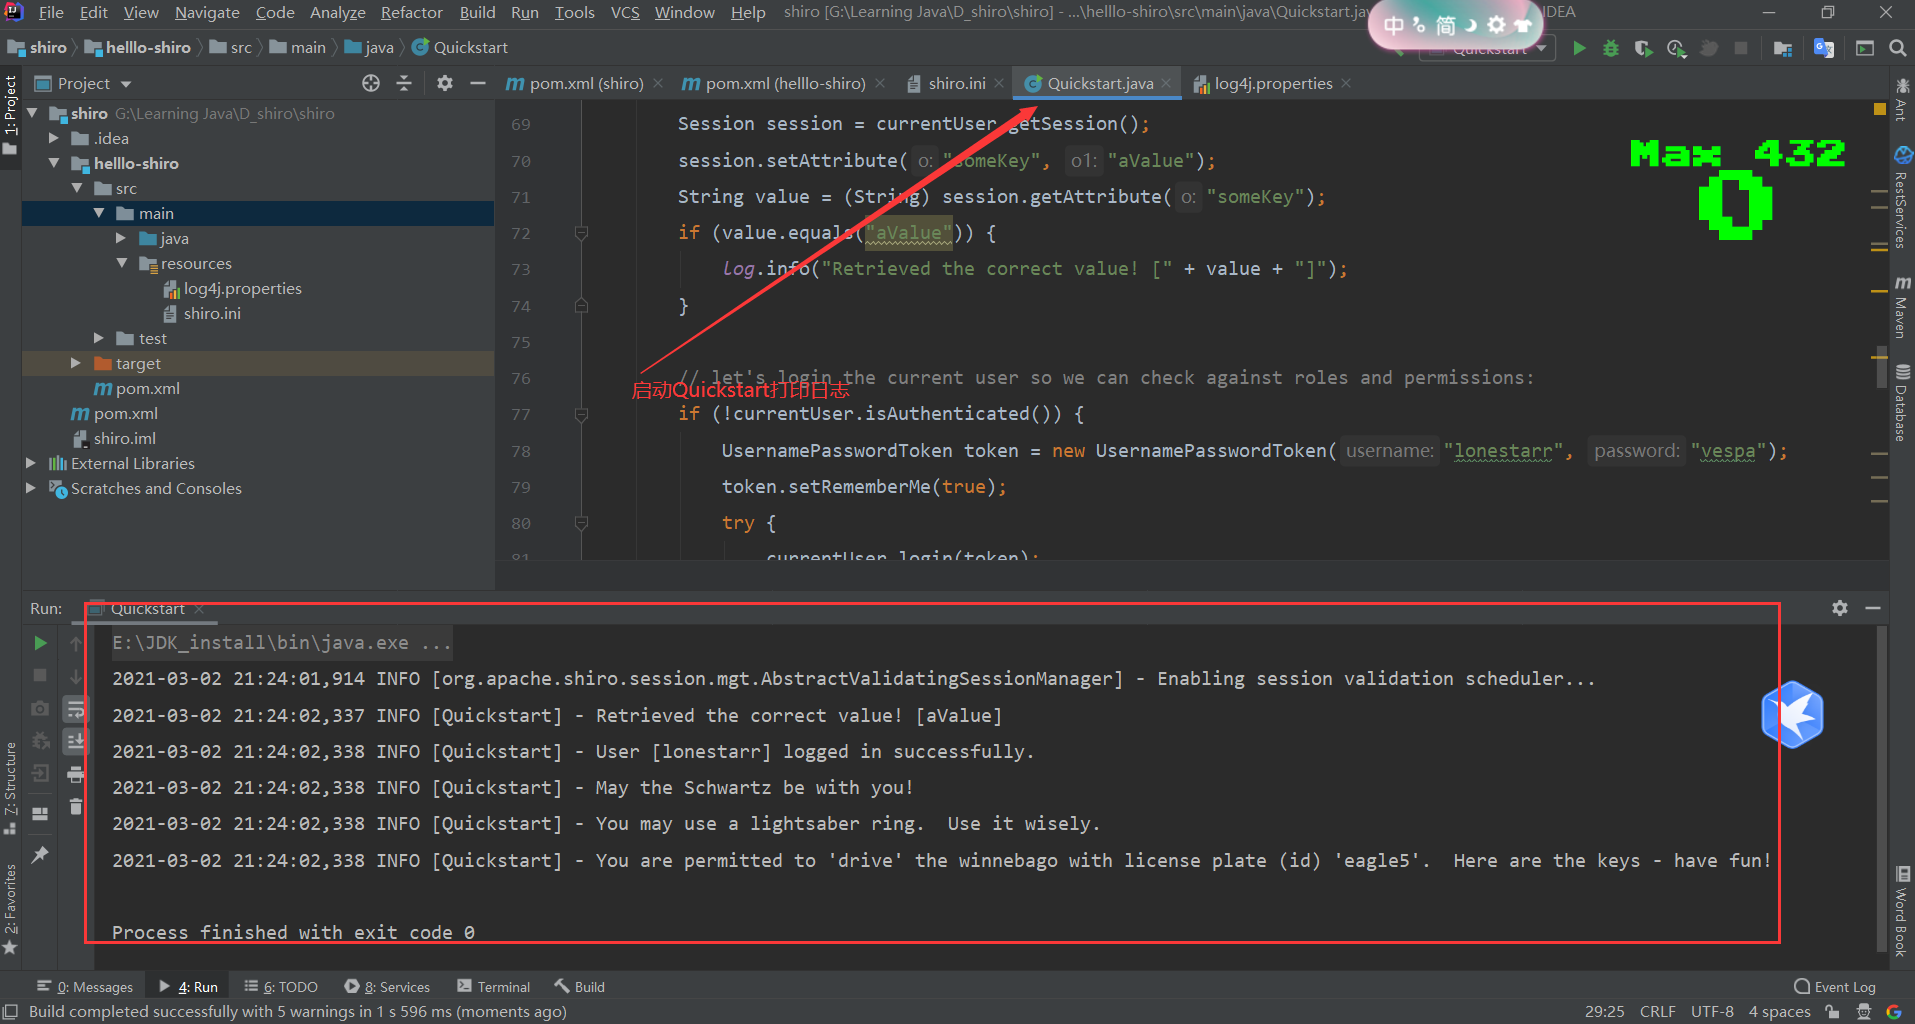 File Edit View Navigate Code Analyze Refactor Build Run Tools VCS Window Help shiro [G:\Learning Java\D_shiro\shiro] - ...\helllo-shiro\src\main\java\Quickstart.jav IDEA
中 简
shiro helllo-shiro src main java Quickstart
Quickstart
Project
pom.xml (shiro) pom.xml (helllo-shiro) shiro.ini Quickstart.java log4j.properties
shiro G:\Learning Java\D_shiro\shiro
.idea
helllo-shiro
src
main
java
resources
log4j.properties
shiro.ini
test
target
pom.xml
pom.xml
shiro.iml
External Libraries
Scratches and Consoles
69 Session session = currentUser.getSession();
70 session.setAttribute( o: "someKey", o1: "aValue");
71 String value = (String) session.getAttribute( o: "someKey");
72 if (value.equals("aValue")) {
73 log.info("Retrieved the correct value! [" + value + "]");
74 }
75
76 // let's login the current user so we can check against roles and permissions:
启动Quickstart打印日志
77 if (!currentUser.isAuthenticated()) {
78 UsernamePasswordToken token = new UsernamePasswordToken( username: "lonestarr", password: "vespa");
79 token.setRememberMe(true);
80 try {
81 currentUser.login(token);
Max 432
0
1: Project
7: Structure
2: Favorites
Ant
RestServices
Maven
Database
Word Book
Run: Quickstart
E:\JDK_install\bin\java.exe ...
2021-03-02 21:24:01,914 INFO [org.apache.shiro.session.mgt.AbstractValidatingSessionManager] - Enabling session validation scheduler...
2021-03-02 21:24:02,337 INFO [Quickstart] - Retrieved the correct value! [aValue]
2021-03-02 21:24:02,338 INFO [Quickstart] - User [lonestarr] logged in successfully.
2021-03-02 21:24:02,338 INFO [Quickstart] - May the Schwartz be with you!
2021-03-02 21:24:02,338 INFO [Quickstart] - You may use a lightsaber ring.  Use it wisely.
2021-03-02 21:24:02,338 INFO [Quickstart] - You are permitted to 'drive' the winnebago with license plate (id) 'eagle5'.  Here are the keys - have fun!
Process finished with exit code 0
0: Messages 4: Run 6: TODO 8: Services Terminal Build Event Log
Build completed successfully with 5 warnings in 1 s 596 ms (moments ago) 29:25 CRLF UTF-8 4 spaces